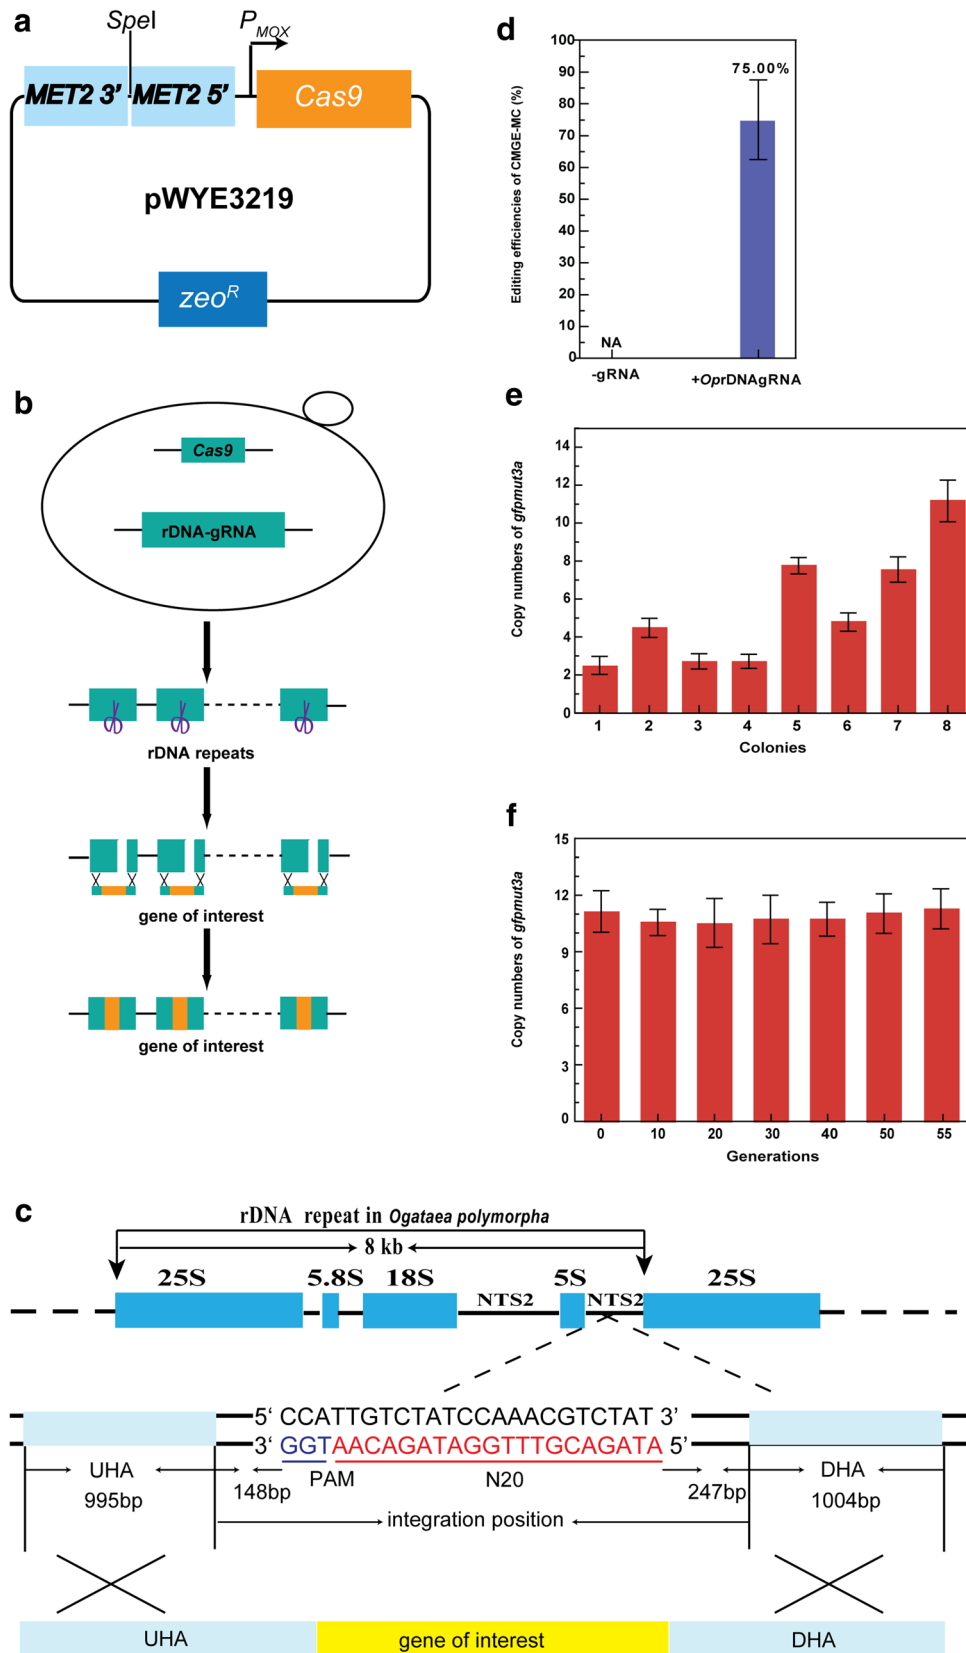 a
SpeI
P MOX
MET2 3' MET2 5' Cas9
pWYE3219
zeo R
b
Cas9
rDNA-gRNA
rDNA repeats
gene of interest
gene of interest
d
Editing efficiencies of CMGE-MC (%)
100
90
80
70
60
50
40
30
20
10
0
75.00%
NA
-gRNA +OprDNAgRNA
e
Copy numbers of gfpmut3a
14
12
10
8
6
4
2
0
1 2 3 4 5 6 7 8
Colonies
f
Copy numbers of gfpmut3a
15
12
9
6
3
0
0 10 20 30 40 50 55
Generations
c
rDNA repeat in Ogataea polymorpha
8 kb
25S 5.8S 18S NTS2 5S NTS2 25S
5‘ CCATTGTCTATCCAAACGTCTAT 3’
3‘ GGTAACAGATAGGTTTGCAGATA 5’
UHA 148bp PAM N20 247bp DHA
995bp 1004bp
integration position
UHA gene of interest DHA